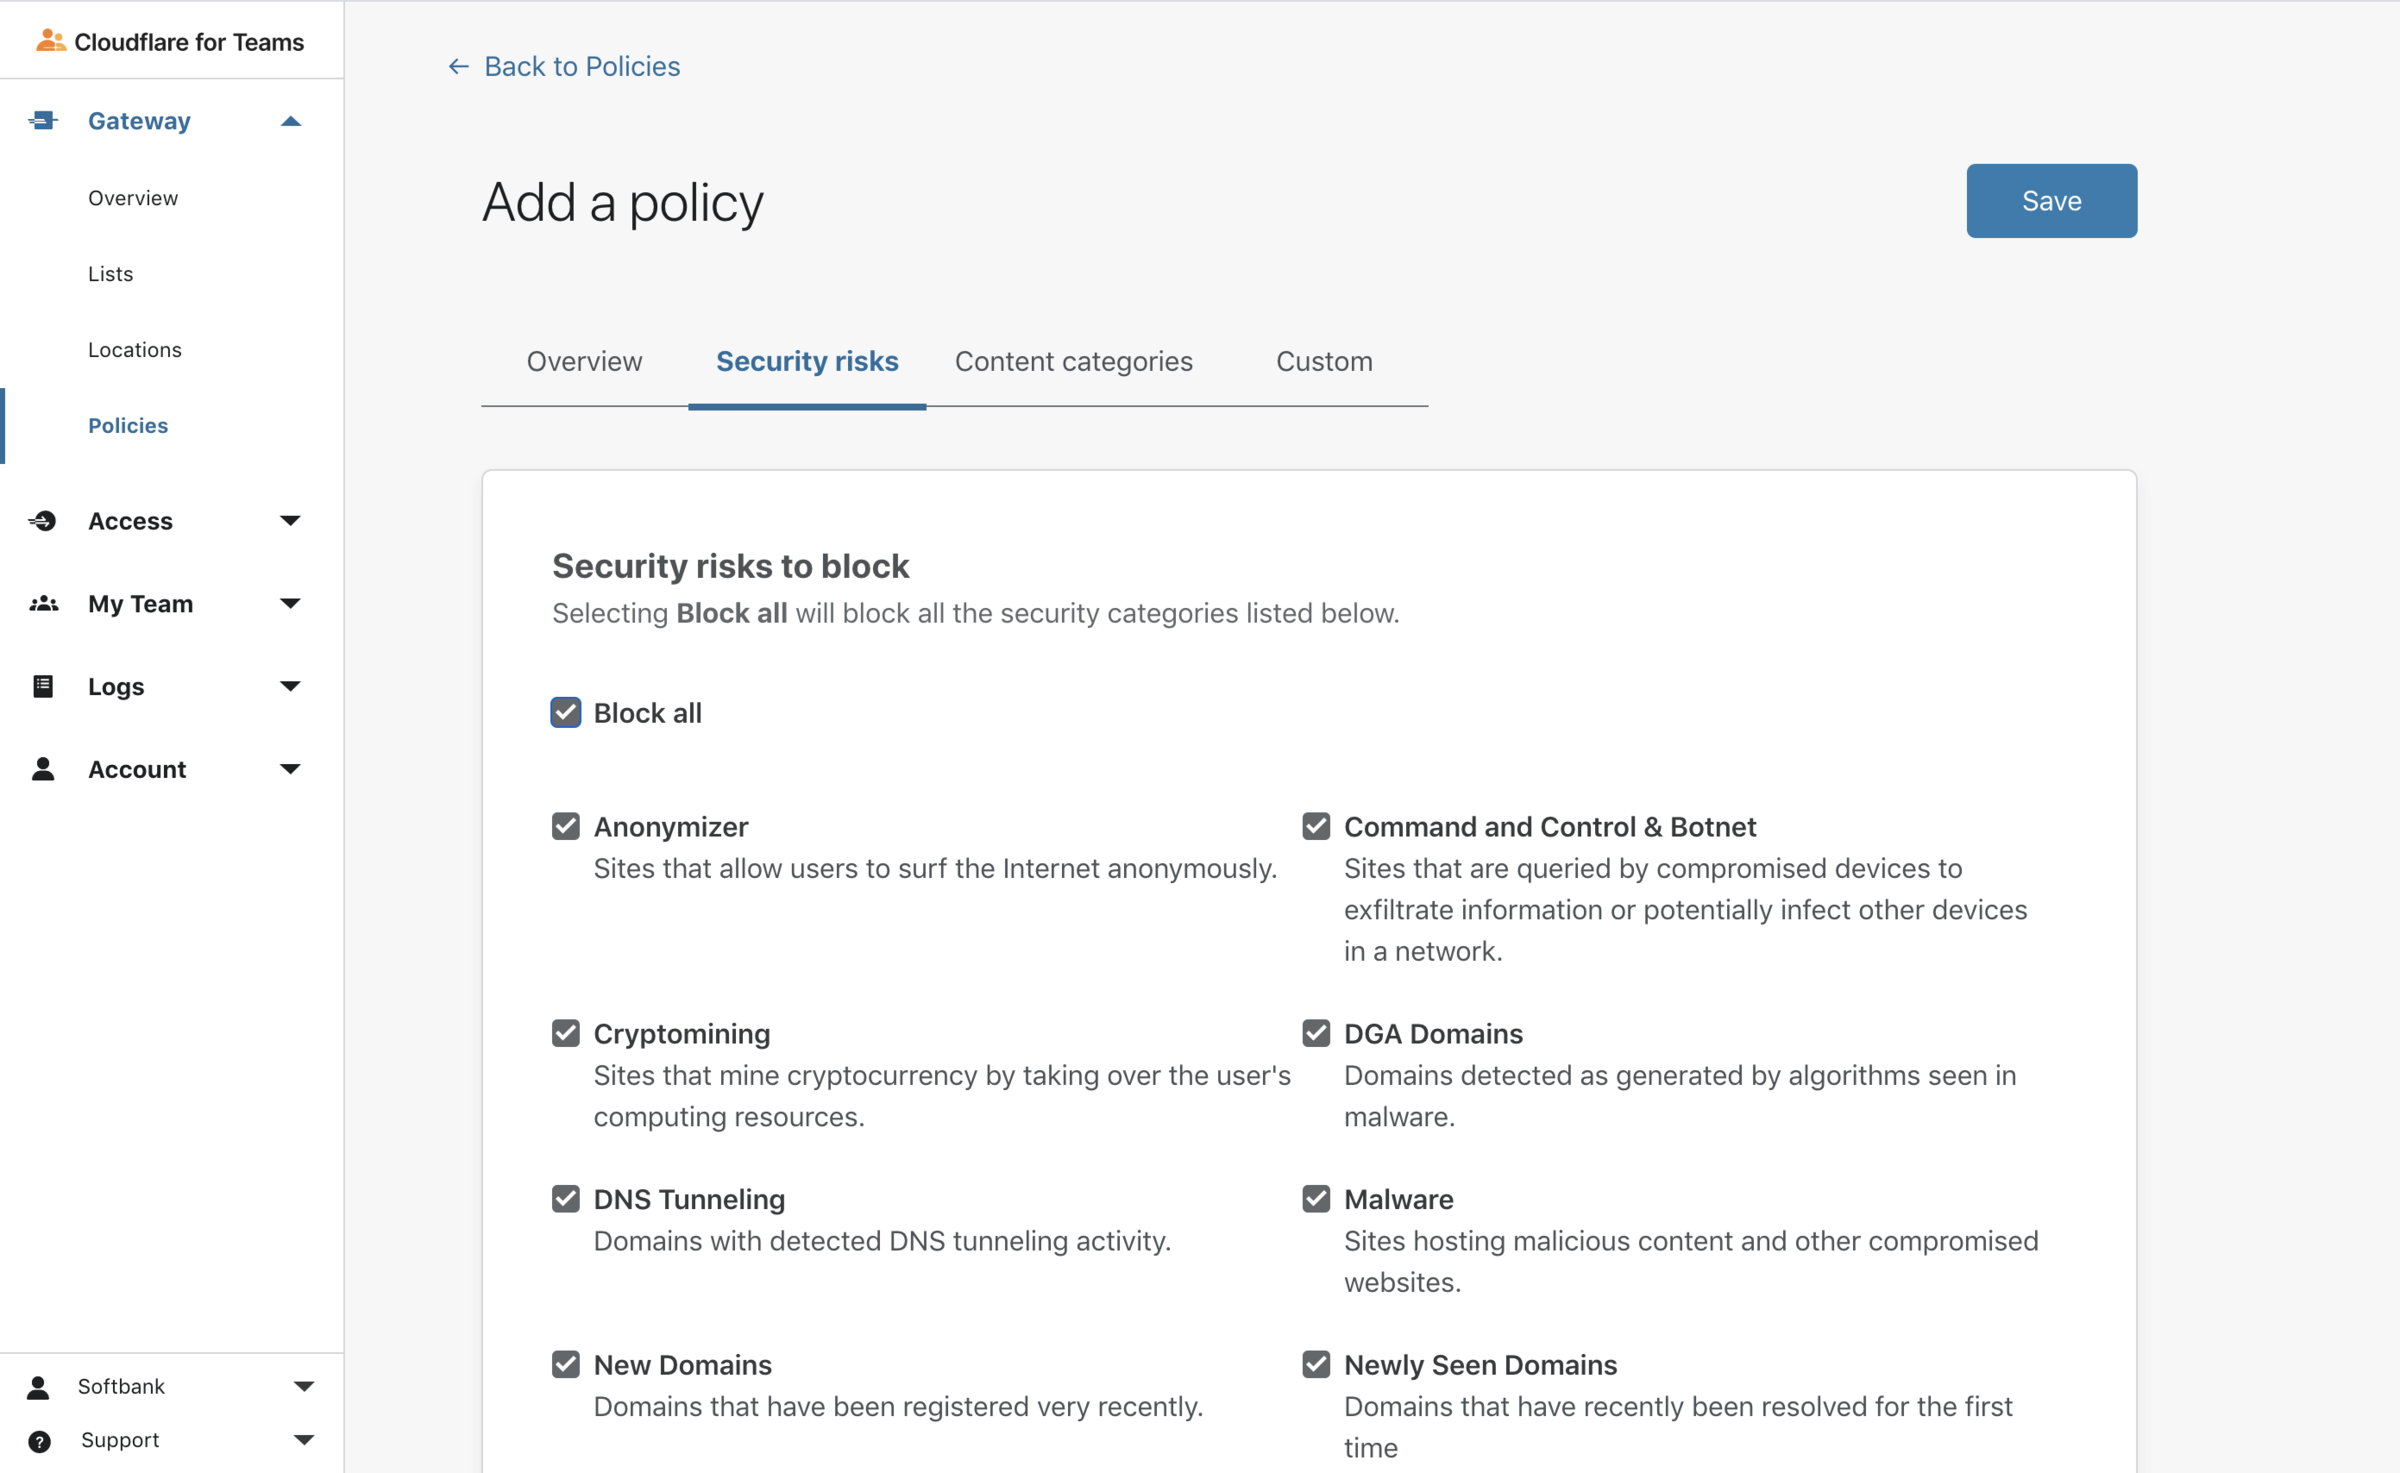 Cloudflare for Teams
Gateway
Overview
Lists
Locations
Policies
Access
My Team
Logs
Account
Softbank
Support
← Back to Policies
Add a policy
Save
Overview
Security risks
Content categories
Custom
Security risks to block
Selecting Block all will block all the security categories listed below.
Block all
Anonymizer
Sites that allow users to surf the Internet anonymously.
Command and Control & Botnet
Sites that are queried by compromised devices to
exfiltrate information or potentially infect other devices
in a network.
Cryptomining
Sites that mine cryptocurrency by taking over the user's
computing resources.
DGA Domains
Domains detected as generated by algorithms seen in
malware.
DNS Tunneling
Domains with detected DNS tunneling activity.
Malware
Sites hosting malicious content and other compromised
websites.
New Domains
Domains that have been registered very recently.
Newly Seen Domains
Domains that have recently been resolved for the first
time